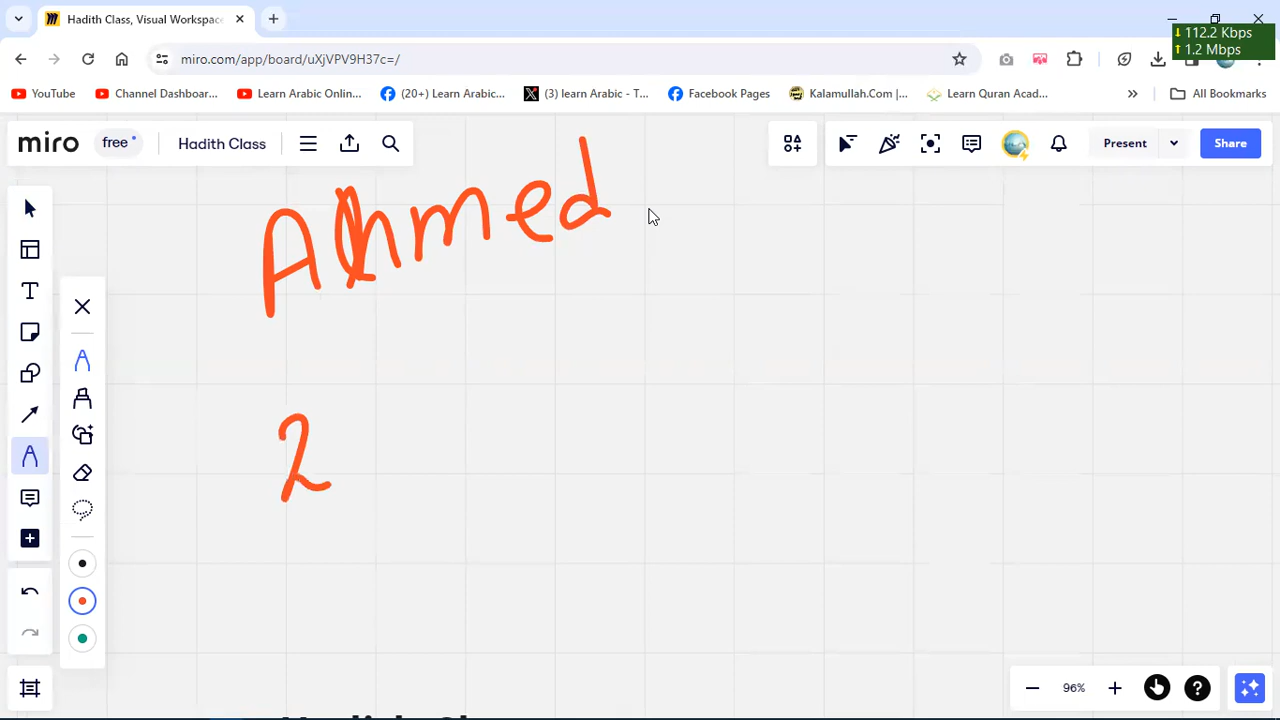 Hadith Class, Visual Workspace
112.2 Kbps
1.2 Mbps
miro.com/app/board/uXjVPV9H37c=/
YouTube
Channel Dashboar...
Learn Arabic Onlin...
(20+) Learn Arabic...
(3) learn Arabic - T...
Facebook Pages
Kalamullah.Com |...
Learn Quran Acad...
All Bookmarks
miro
free
Hadith Class
Present
Share
Ahmed
2
96%